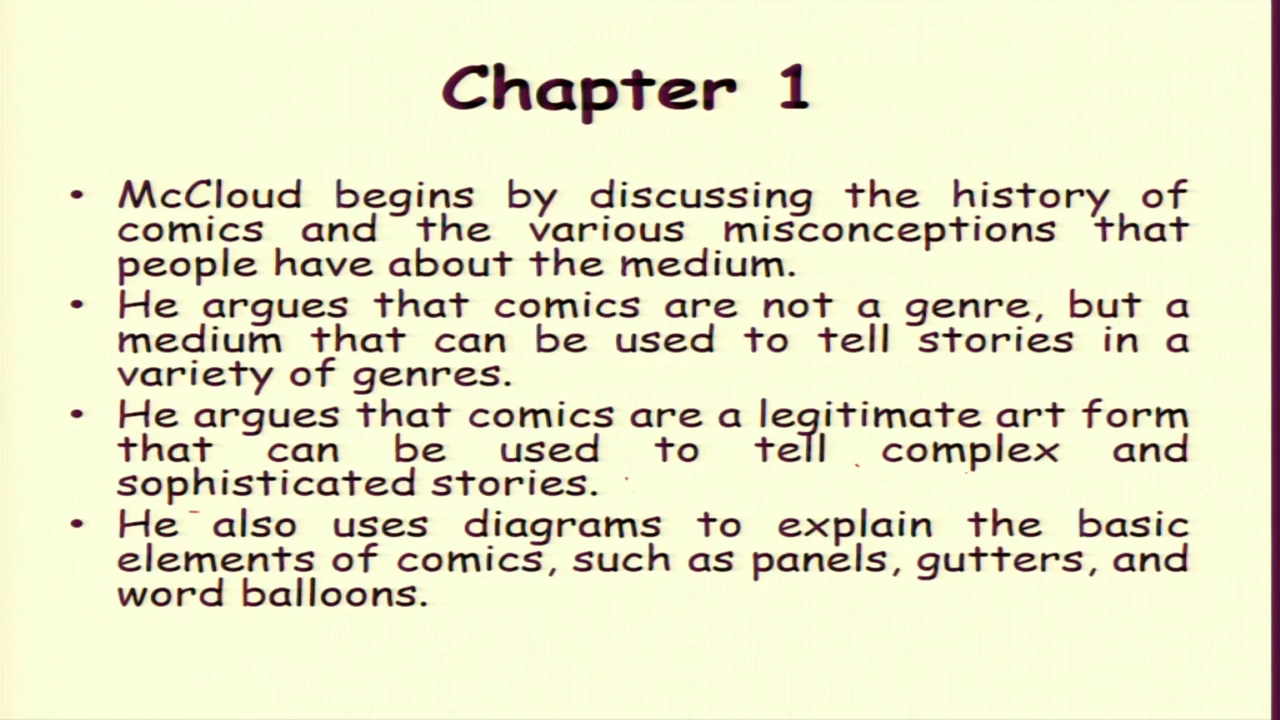 Chapter 1
• McCloud begins by discussing the history of
comics and the various misconceptions that
people have about the medium.
• He argues that comics are not a genre, but a
medium that can be used to tell stories in a
variety of genres.
• He argues that comics are a legitimate art form
that can be used to tell complex and
sophisticated stories.
• He also uses diagrams to explain the basic
elements of comics, such as panels, gutters, and
word balloons.